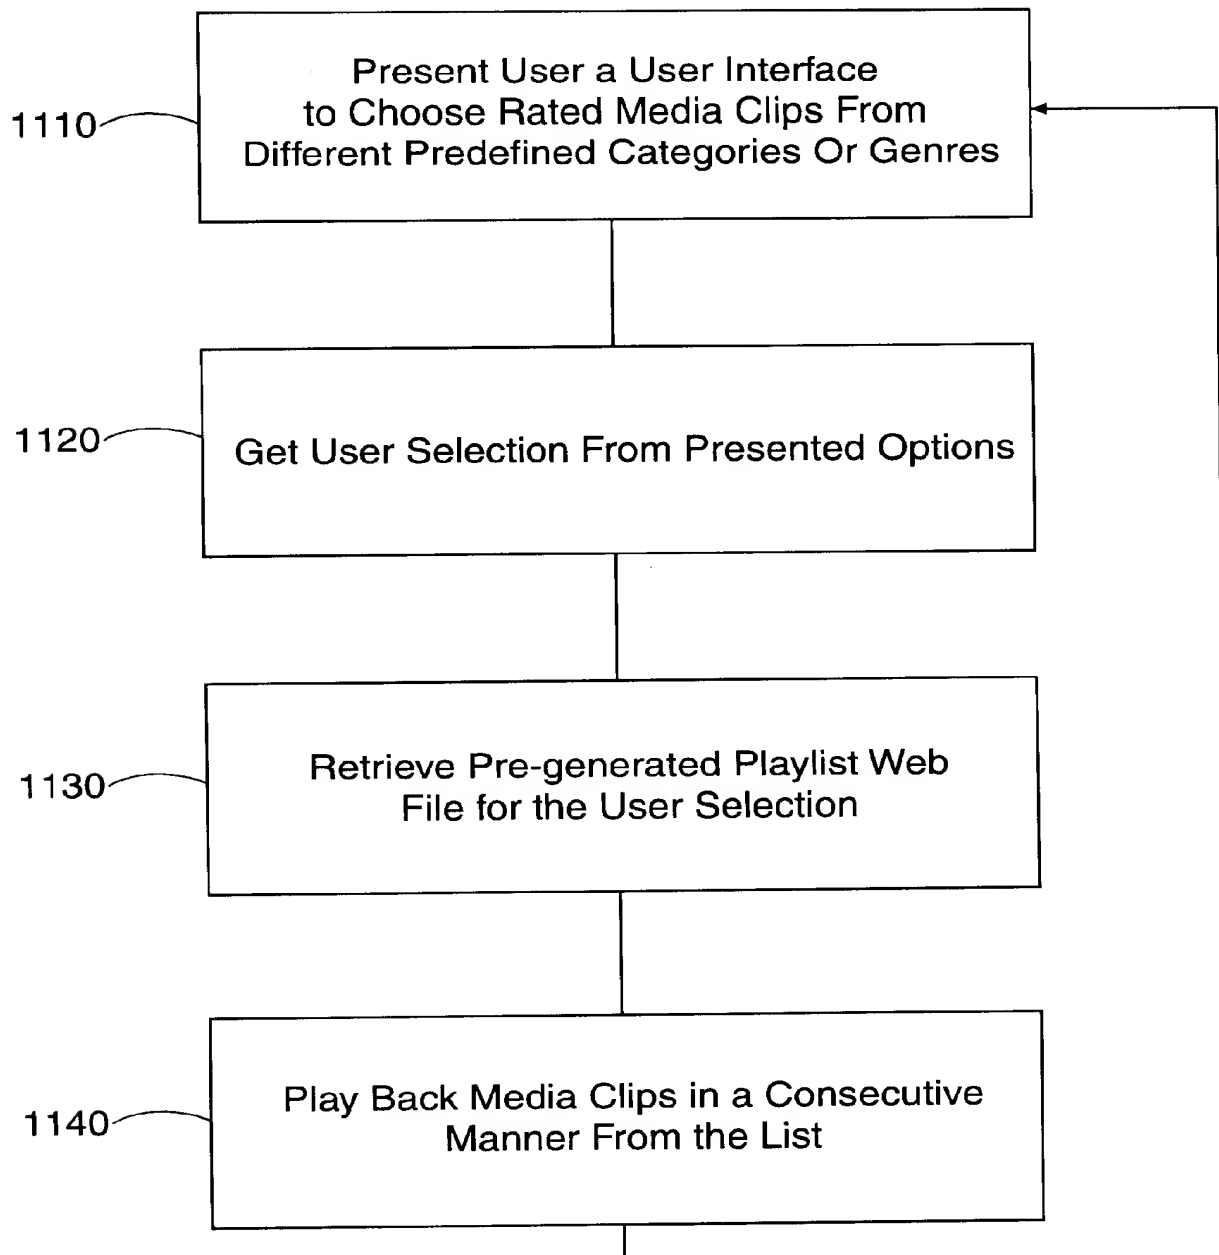 Present User a User Interface
to Choose Rated Media Clips From
Different Predefined Categories Or Genres
1110
Get User Selection From Presented Options
1120
Retrieve Pre-generated Playlist Web
File for the User Selection
1130
Play Back Media Clips in a Consecutive
Manner From the List
1140